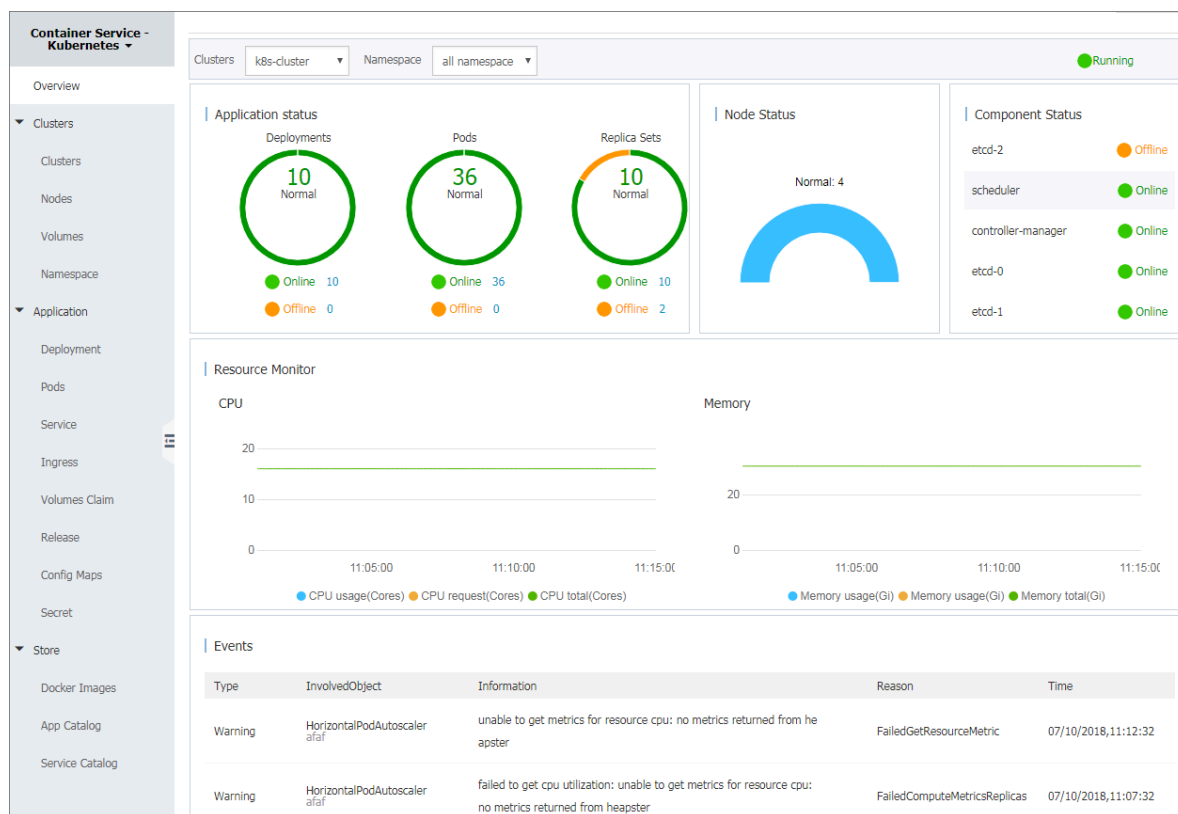 Container Service -
Kubernetes
Overview
Clusters
Clusters
Nodes
Volumes
Namespace
Application
Deployment
Pods
Service
Ingress
Volumes Claim
Release
Config Maps
Secret
Store
Docker Images
App Catalog
Service Catalog
Clusters k8s-cluster Namespace all namespace Running
Application status
Deployments Pods Replica Sets
10 36 10
Normal Normal Normal
Online 10 Online 36 Online 10
Offline 0 Offline 0 Offline 2
Node Status
Normal: 4
Component Status
etcd-2 Offline
scheduler Online
controller-manager Online
etcd-0 Online
etcd-1 Online
Resource Monitor
CPU
20
10
0
11:05:00 11:10:00 11:15:0
CPU usage(Cores) CPU request(Cores) CPU total(Cores)
Memory
20
0
11:05:00 11:10:00 11:15:0
Memory usage(Gi) Memory usage(Gi) Memory total(Gi)
Events
Type InvolvedObject Information Reason Time
Warning HorizontalPodAutoscaler afaf unable to get metrics for resource cpu: no metrics returned from he
apster FailedGetResourceMetric 07/10/2018,11:12:32
Warning HorizontalPodAutoscaler afaf failed to get cpu utilization: unable to get metrics for resource cpu:
no metrics returned from heapster FailedComputeMetricsReplicas 07/10/2018,11:07:32